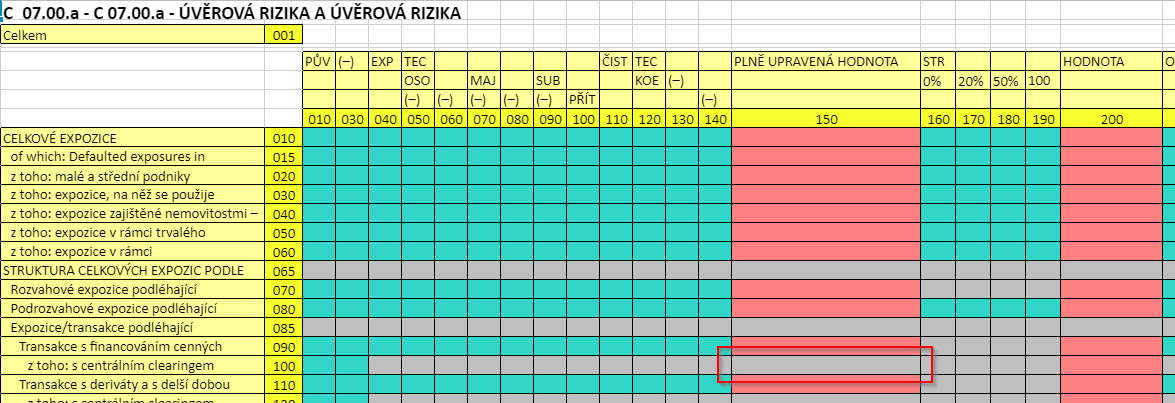 C 07.00.a - C 07.00.a - ÚVĚROVÁ RIZIKA A ÚVĚROVÁ RIZIKA
Celkem 001
PŮV (–) EXP TEC ČIST TEC PLNĚ UPRAVENÁ HODNOTA STR HODNOTA O
OSO MAJ SUB KOE (–) 0% 20% 50% 100
(–) (–) (–) (–) (–) PŘÍT (–)
010 030 040 050 060 070 080 090 100 110 120 130 140 150 160 170 180 190 200
CELKOVÉ EXPOZICE 010
of which: Defaulted exposures in 015
z toho: malé a střední podniky 020
z toho: expozice, na něž se použije 030
z toho: expozice zajištěné nemovitostmi – 040
z toho: expozice v rámci trvalého 050
z toho: expozice v rámci 060
STRUKTURA CELKOVÝCH EXPOZIC PODLE 065
Rozvahové expozice podléhající 070
Podrozvahové expozice podléhající 080
Expozice/transakce podléhající 085
Transakce s financováním cenných 090
z toho: s centrálním clearingem 100
Transakce s deriváty a s delší dobou 110
z toho: s centrálním clearingem 120